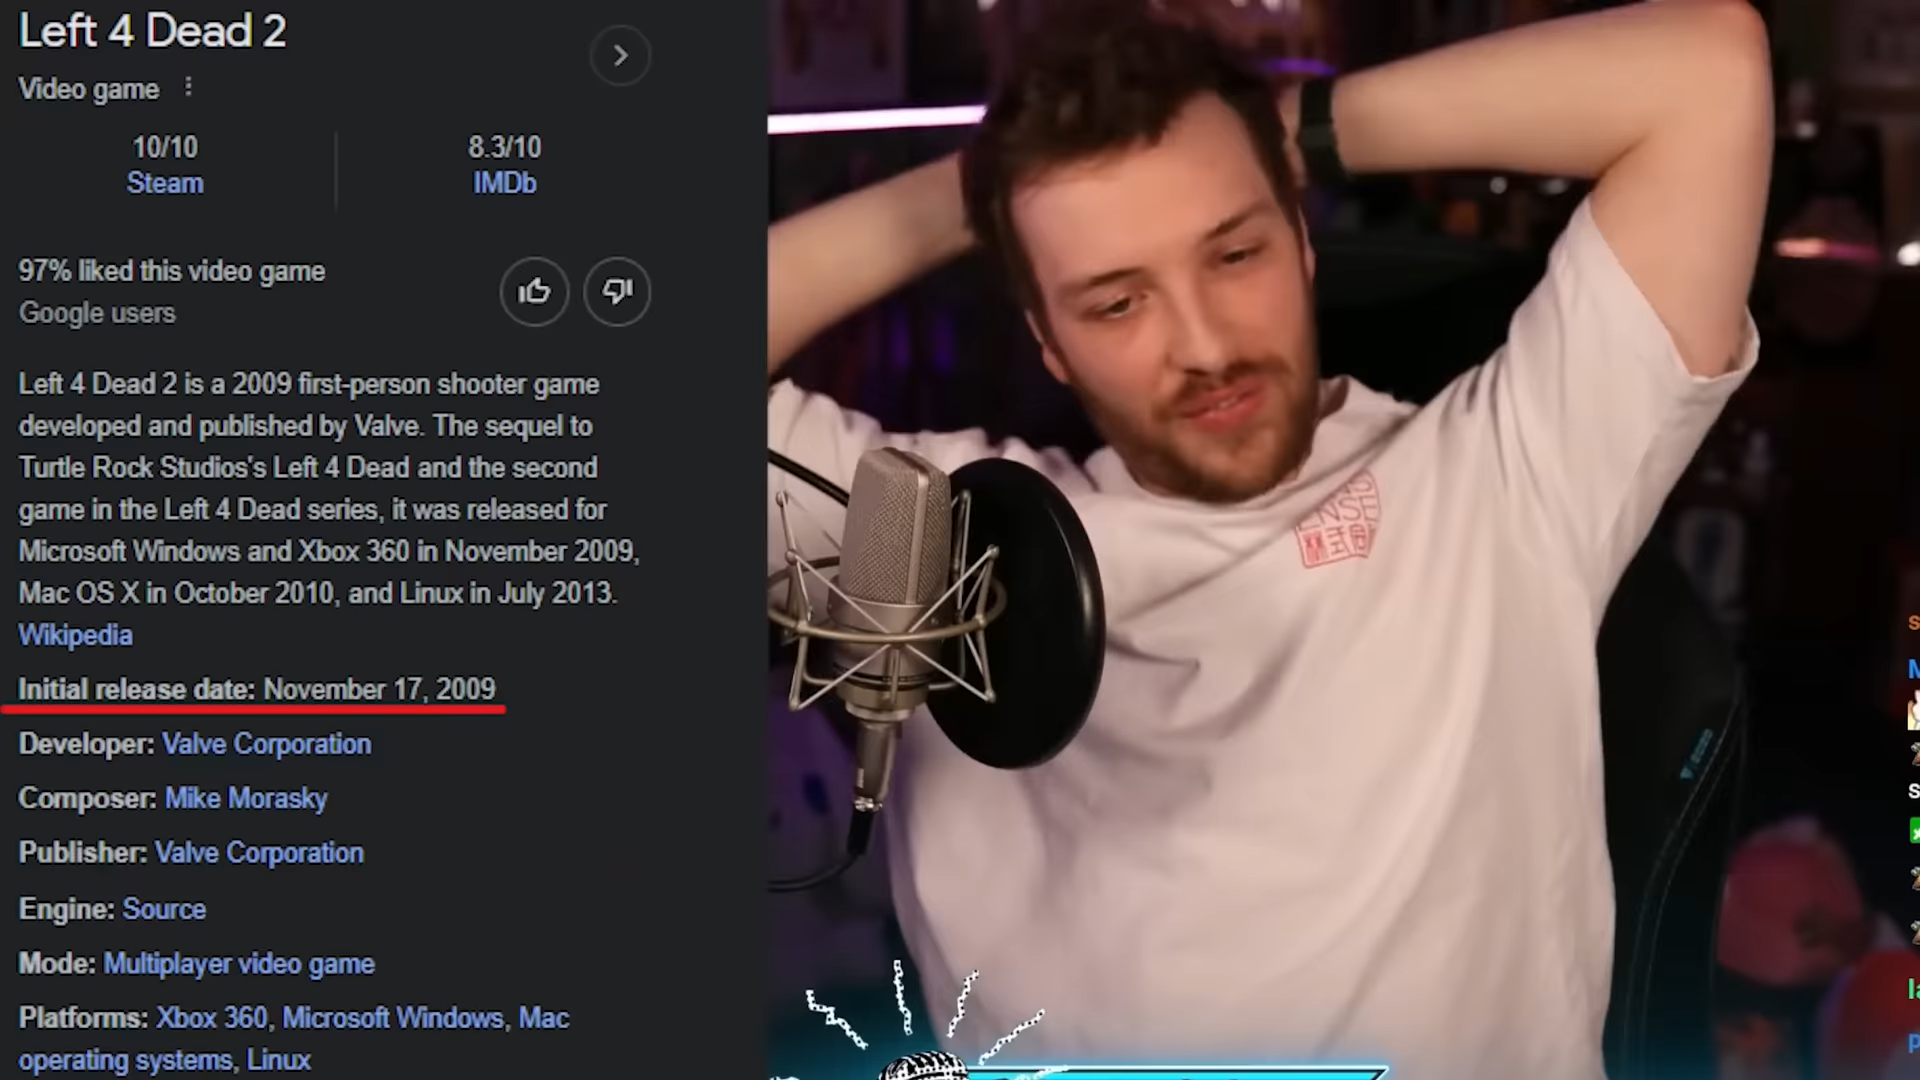 Left 4 Dead 2
Video game
10/10
Steam
8.3/10
IMDb
97% liked this video game
Google users
Left 4 Dead 2 is a 2009 first-person shooter game
developed and published by Valve. The sequel to
Turtle Rock Studios's Left 4 Dead and the second
game in the Left 4 Dead series, it was released for
Microsoft Windows and Xbox 360 in November 2009,
Mac OS X in October 2010, and Linux in July 2013.
Wikipedia
Initial release date: November 17, 2009
Developer: Valve Corporation
Composer: Mike Morasky
Publisher: Valve Corporation
Engine: Source
Mode: Multiplayer video game
Platforms: Xbox 360, Microsoft Windows, Mac
operating systems, Linux